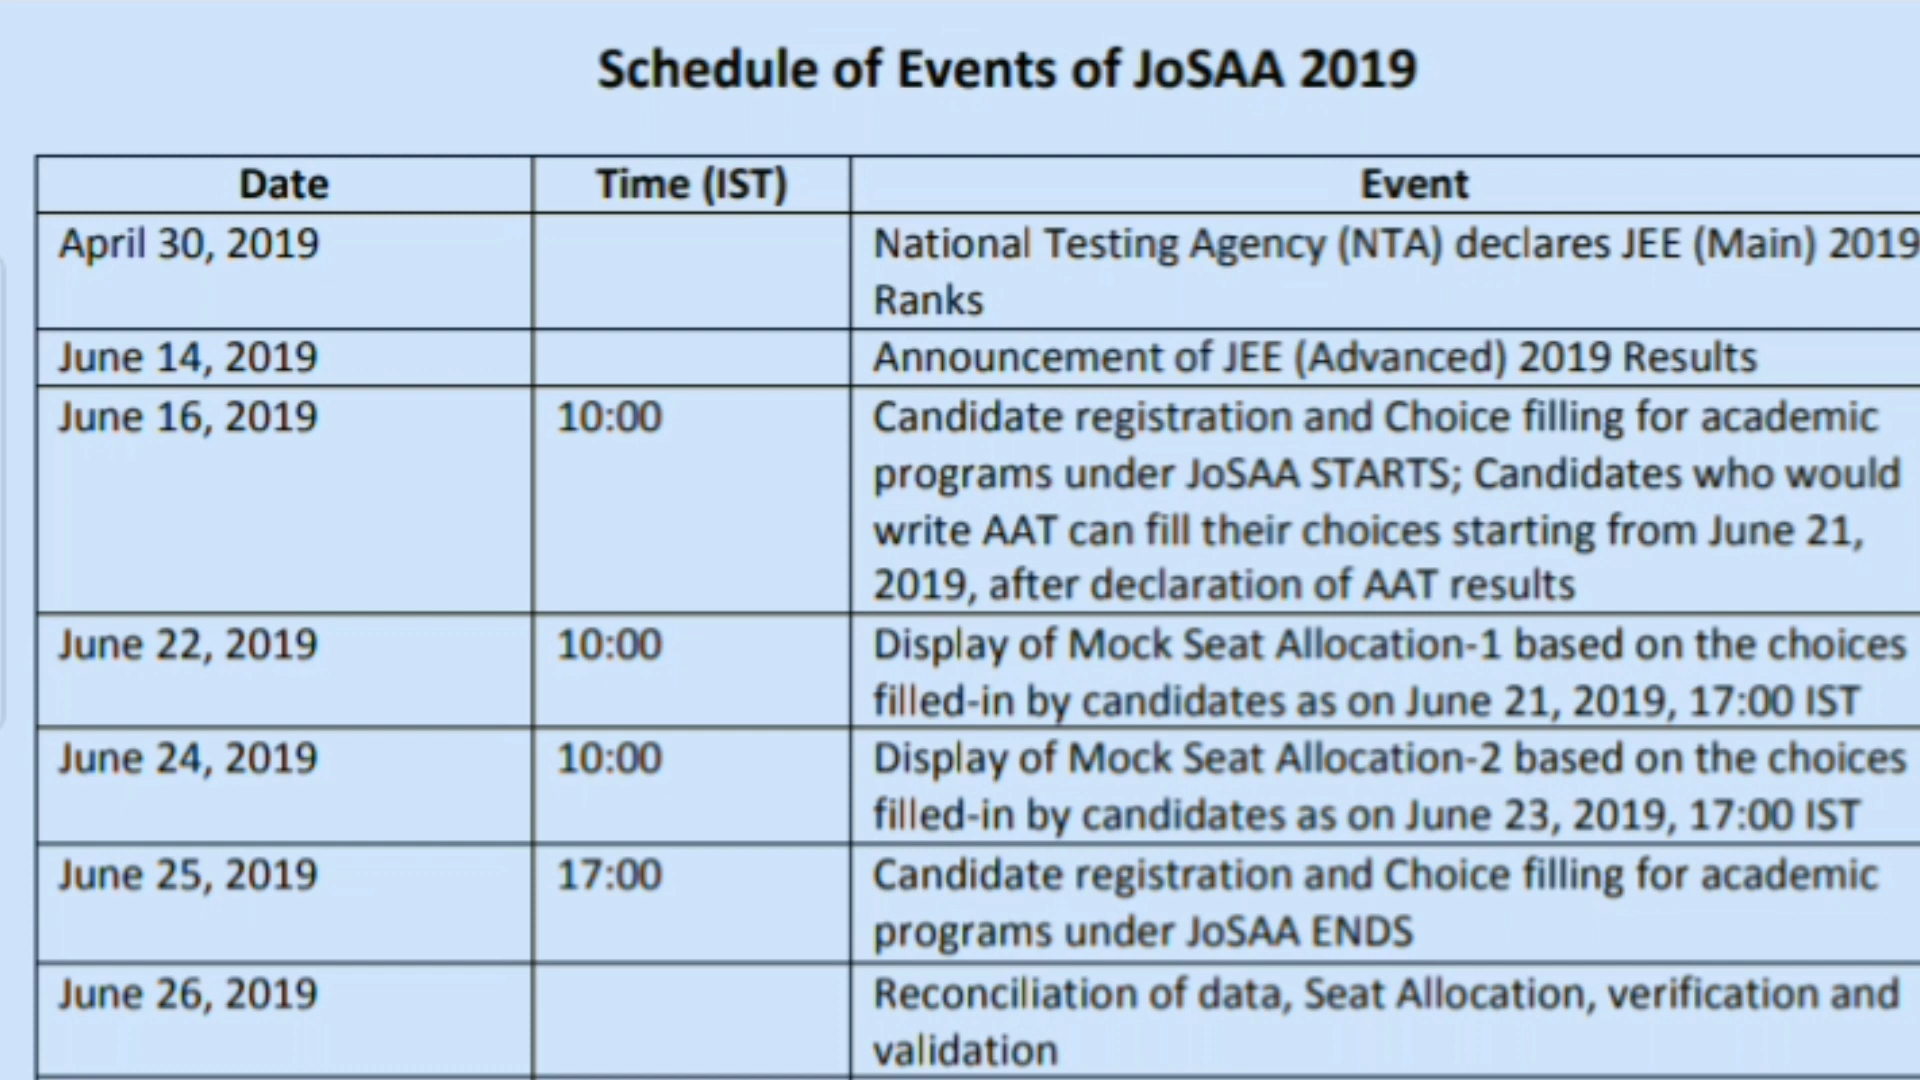 Schedule of Events of JoSAA 2019
Date Time (IST) Event
April 30, 2019 National Testing Agency (NTA) declares JEE (Main) 2019
Ranks
June 14, 2019 Announcement of JEE (Advanced) 2019 Results
June 16, 2019 10:00 Candidate registration and Choice filling for academic
programs under JoSAA STARTS; Candidates who would
write AAT can fill their choices starting from June 21,
2019, after declaration of AAT results
June 22, 2019 10:00 Display of Mock Seat Allocation-1 based on the choices
filled-in by candidates as on June 21, 2019, 17:00 IST
June 24, 2019 10:00 Display of Mock Seat Allocation-2 based on the choices
filled-in by candidates as on June 23, 2019, 17:00 IST
June 25, 2019 17:00 Candidate registration and Choice filling for academic
programs under JoSAA ENDS
June 26, 2019 Reconciliation of data, Seat Allocation, verification and
validation